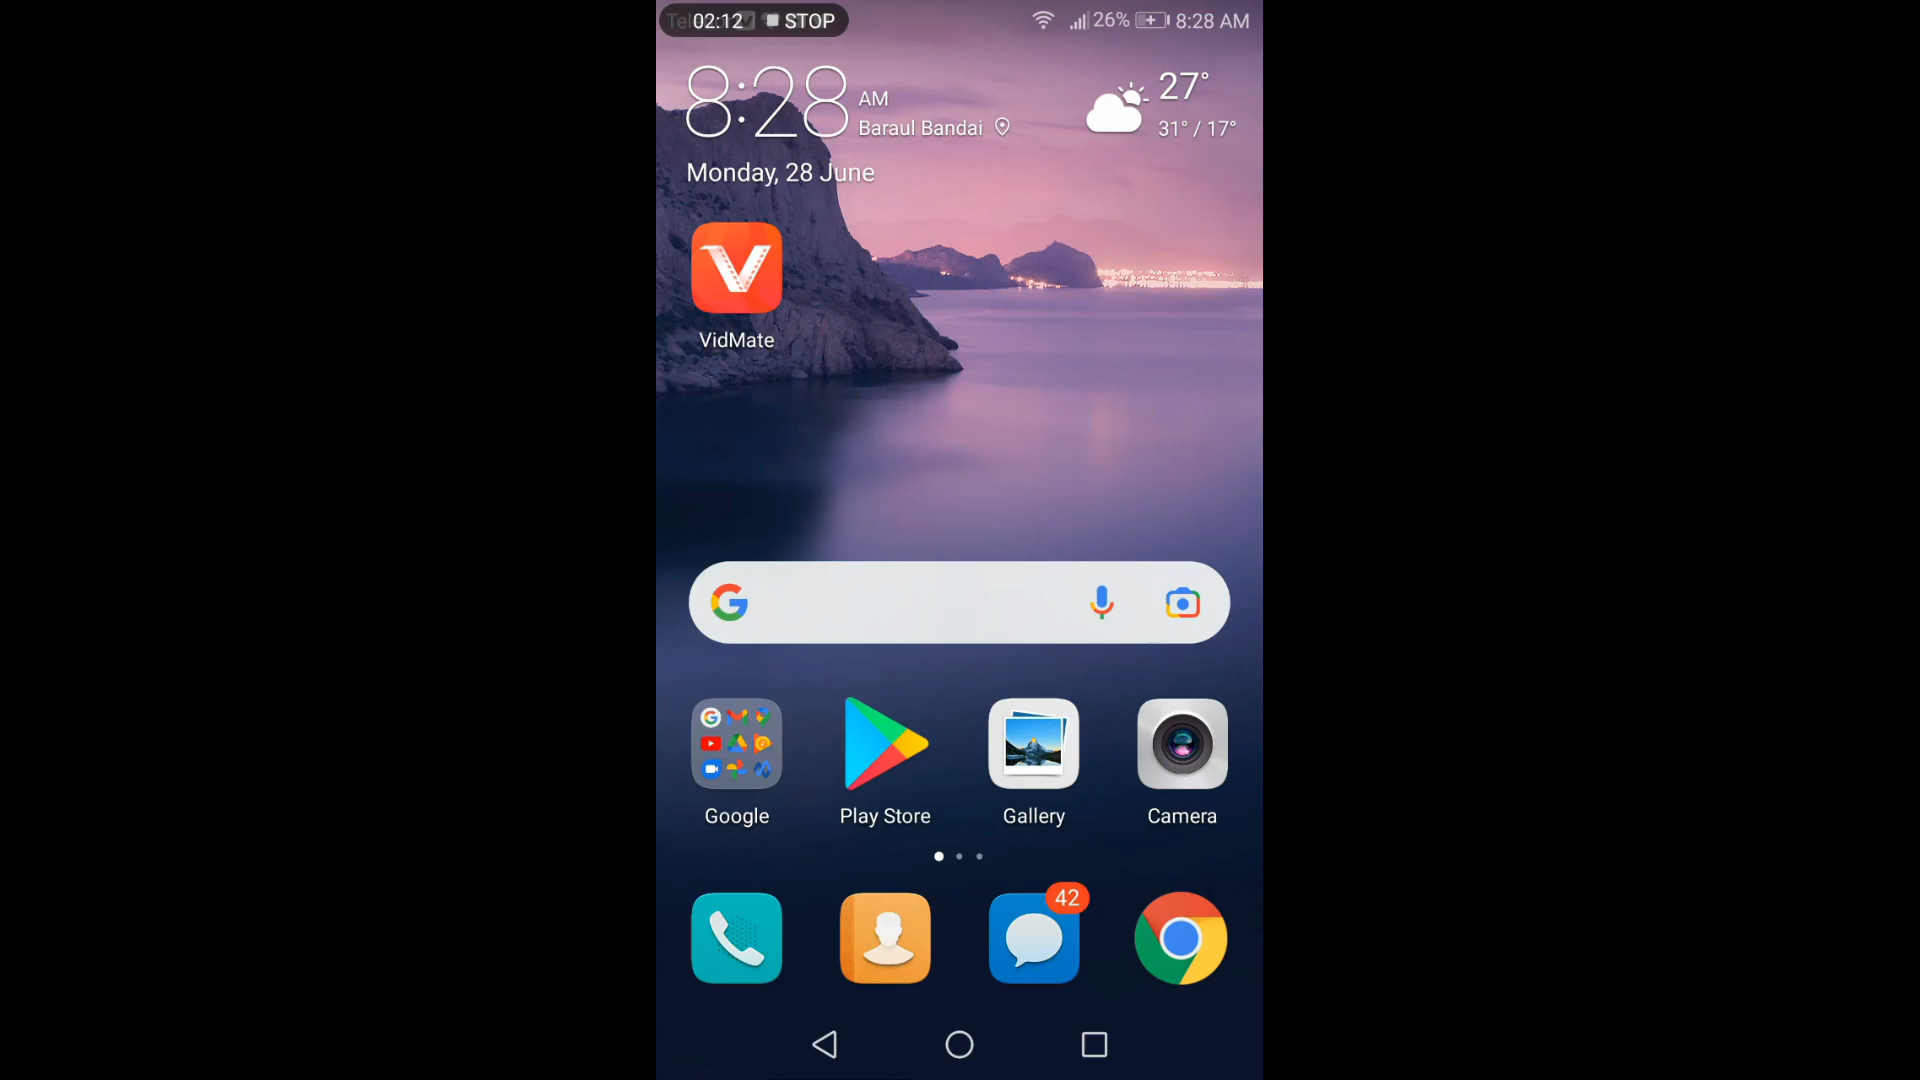 02:12 STOP 26% 8:28 AM
8:28 AM
Baraul Bandai
27°
31° / 17°
Monday, 28 June
VidMate
Google Play Store Gallery Camera
42